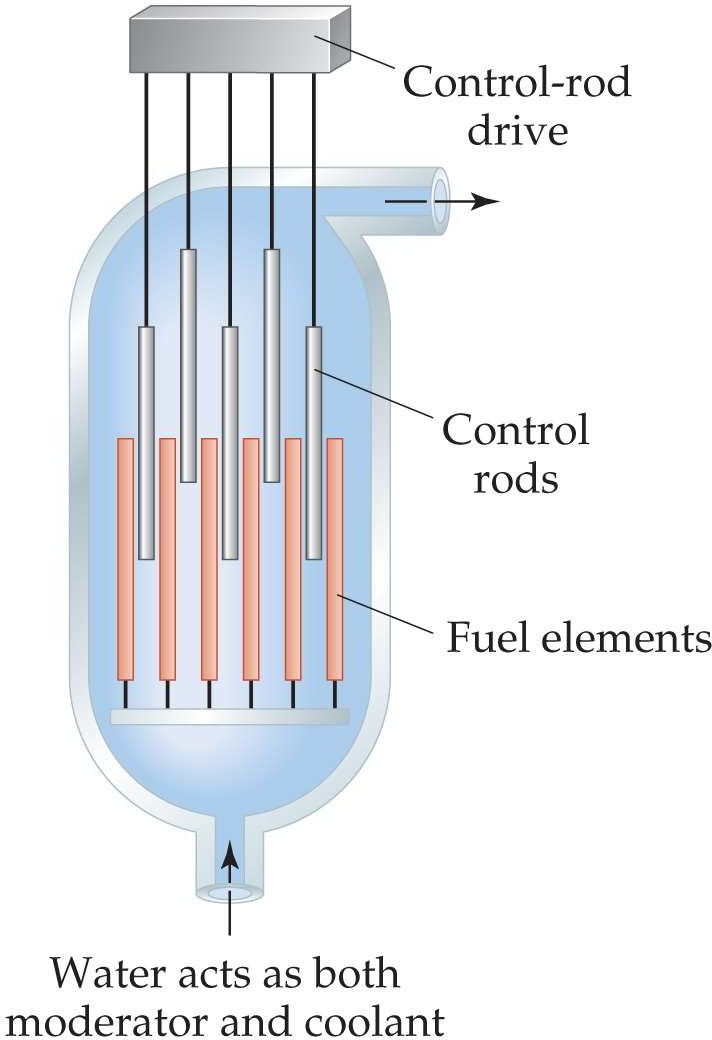 Control-rod
drive
Control
rods
Fuel elements
Water acts as both
moderator and coolant